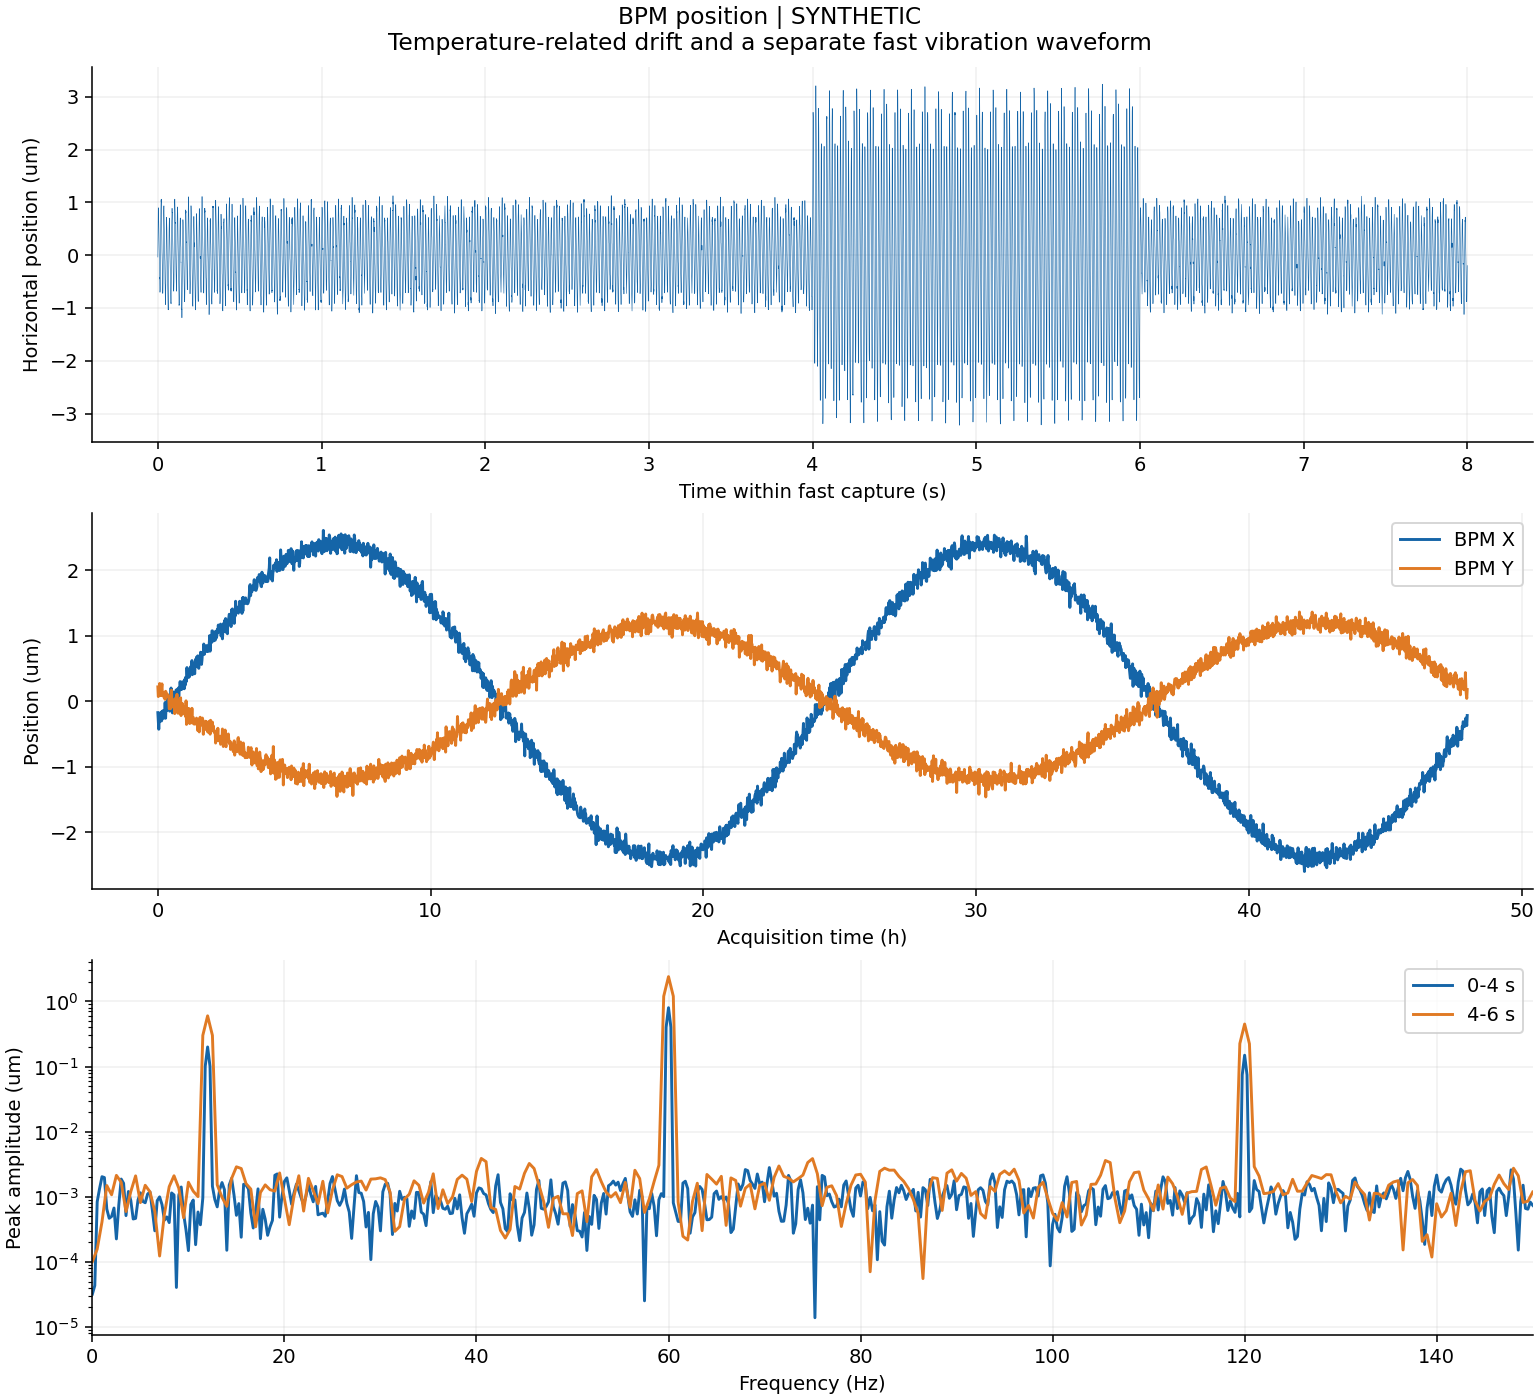 BPM position | SYNTHETIC
Temperature-related drift and a separate fast vibration waveform
Horizontal position (um)
3
2
1
0
−1
−2
−3
0 1 2 3 4 5 6 7 8
Time within fast capture (s)
Position (um)
2
1
0
−1
−2
BPM X
BPM Y
0 10 20 30 40 50
Acquisition time (h)
Peak amplitude (um)
10⁰
10⁻¹
10⁻²
10⁻³
10⁻⁴
10⁻⁵
0-4 s
4-6 s
0 20 40 60 80 100 120 140
Frequency (Hz)